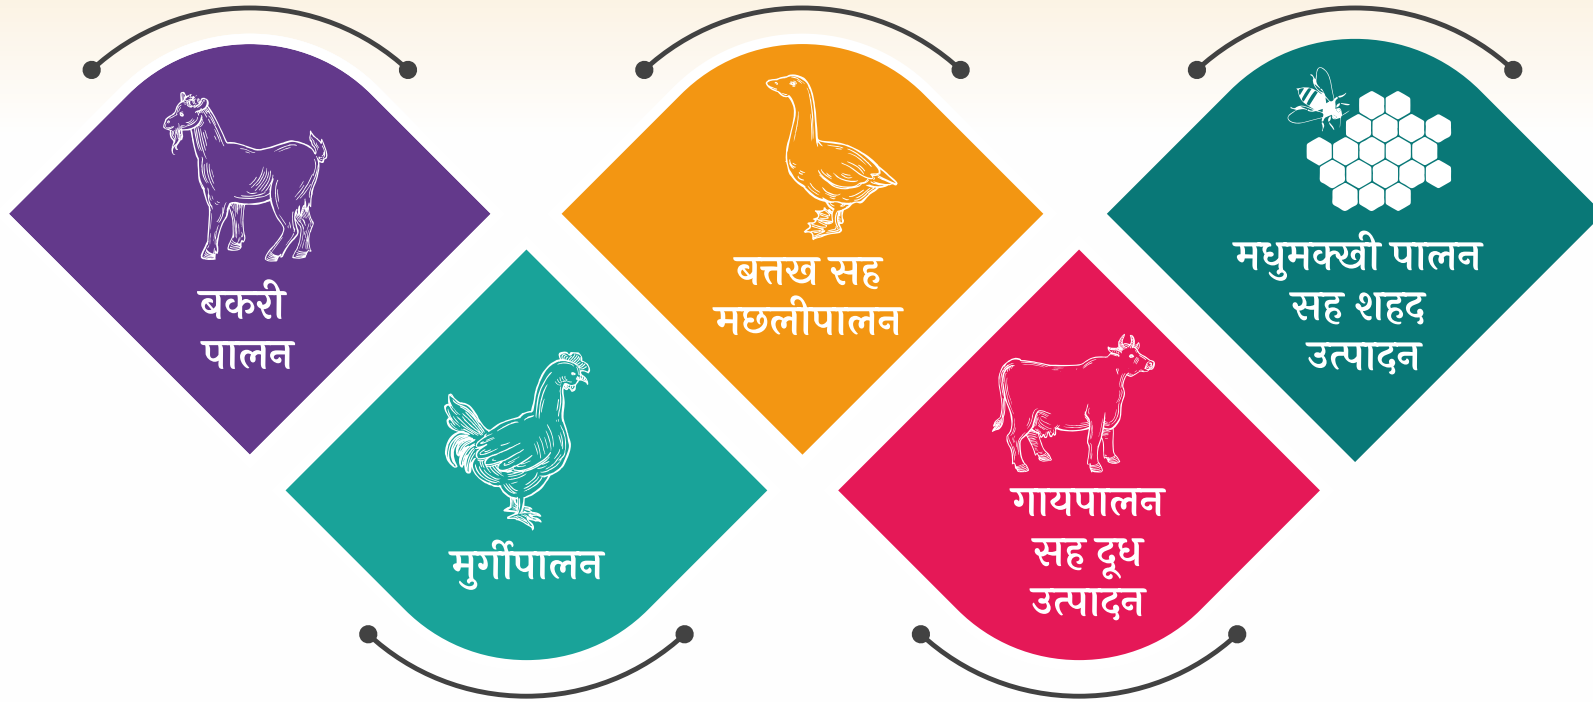 बकरी
पालन
मुर्गीपालन
बत्तख सह
मछलीपालन
गायपालन
सह दूध
उत्पादन
मधुमक्खी पालन
सह शहद
उत्पादन